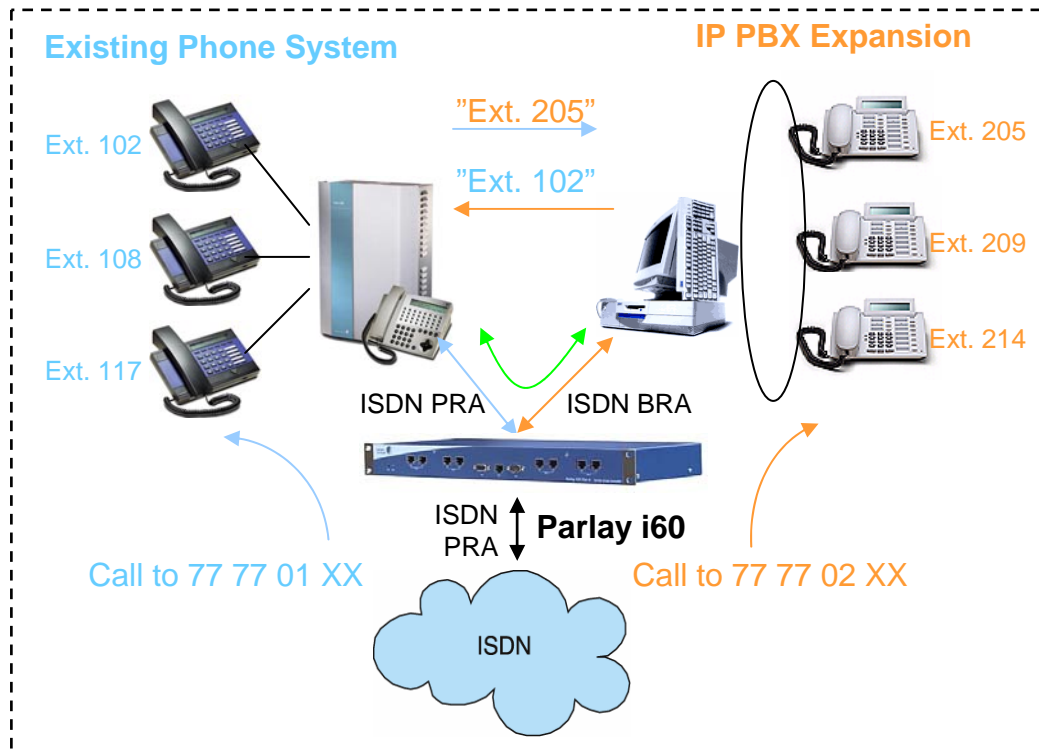 Existing Phone System
IP PBX Expansion
Ext. 102
”Ext. 205”
Ext. 205
”Ext. 102”
Ext. 108
Ext. 209
Ext. 117
Ext. 214
ISDN PRA
ISDN BRA
ISDN
PRA
Parlay i60
Call to 77 77 01 XX
Call to 77 77 02 XX
ISDN